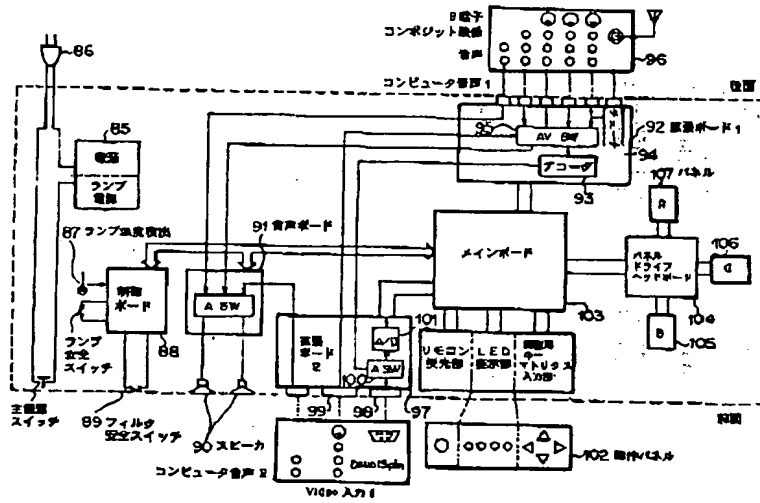 B端子
コンポジット映像
音声
96
86
コンピュータ音声1
後面
85
電源
ランプ
電源
95
AV SW
92 拡張ボード1
94
デコーダ
93
107 パネル
R
87 ランプ温度検出
91 音声ボード
メインボード
パネル
ドライブ
ヘッドボード
106
G
制御
ボード
A SW
103
104
B
105
ランプ
安全
スイッチ
88
拡張
ボード
2
101
A/D
リモコン
受光部
LED
表示部
キー
マトリクス
入力部
100
A SW
主電源
スイッチ
89 フィルタ
安全スイッチ
90 スピーカ
99
98
97
前面
コンピュータ音声2
Video 入力1
102 操作パネル